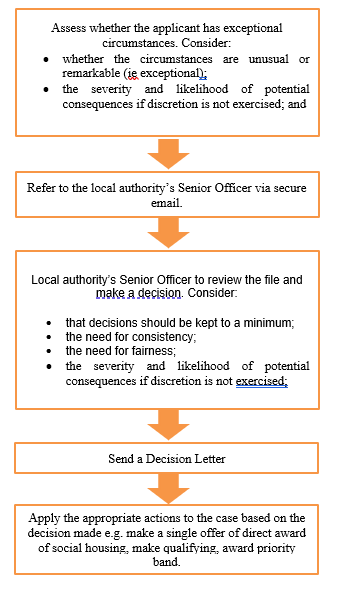 Assess whether the applicant has exceptional
circumstances. Consider:
• whether the circumstances are unusual or
remarkable (ie exceptional);
• the severity and likelihood of potential
consequences if discretion is not exercised; and
Refer to the local authority's Senior Officer via secure
email.
Local authority's Senior Officer to review the file and
make a decision. Consider:
• that decisions should be kept to a minimum;
• the need for consistency;
• the need for fairness;
• the severity and likelihood of potential
consequences if discretion is not exercised;
Send a Decision Letter
Apply the appropriate actions to the case based on the
decision made e.g. make a single offer of direct award
of social housing, make qualifying, award priority
band.